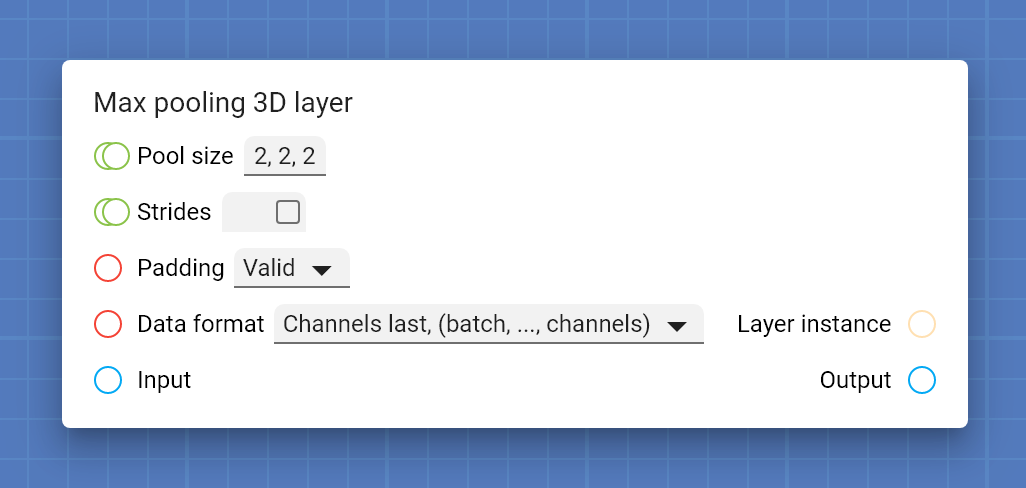 Max pooling 3D layer
Pool size 2, 2, 2
Strides
Padding Valid
Data format Channels last, (batch, ..., channels) Layer instance
Input Output